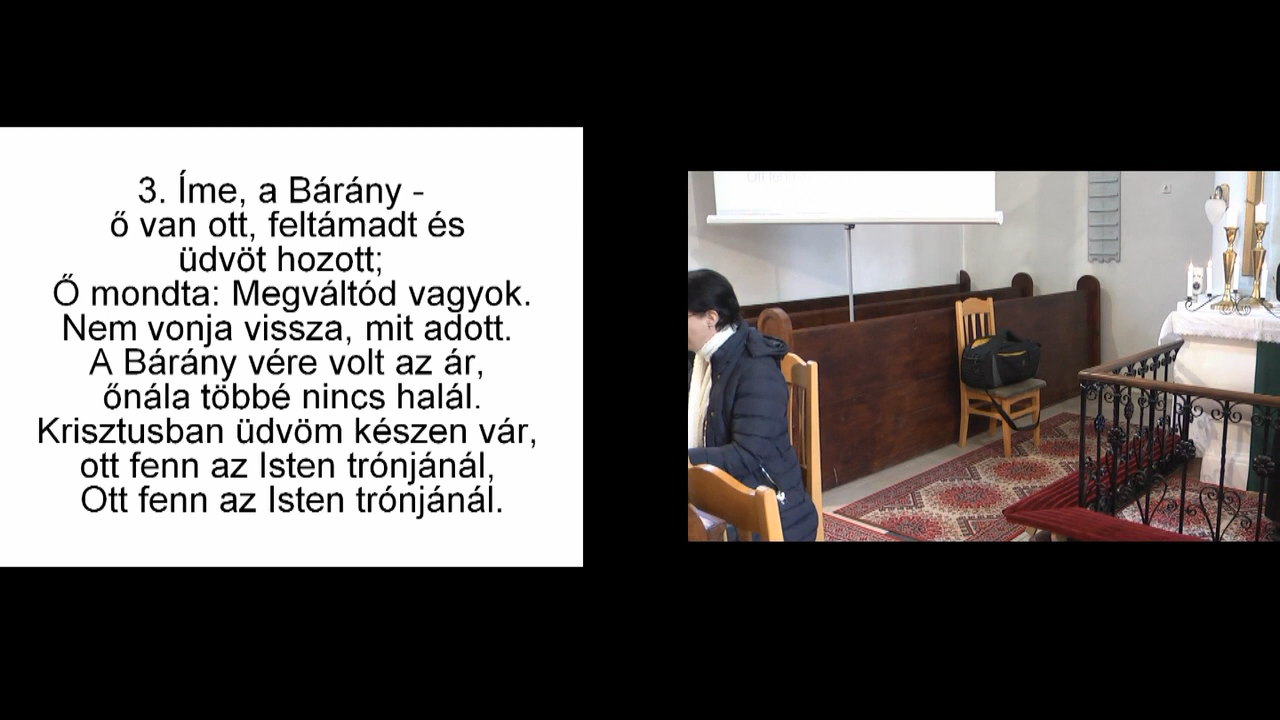 3. Íme, a Bárány -
ő van ott, feltámadt és
üdvöt hozott;
Ő mondta: Megváltód vagyok.
Nem vonja vissza, mit adott.
A Bárány vére volt az ár,
őnála többé nincs halál.
Krisztusban üdvöm készen vár,
ott fenn az Isten trónjánál,
Ott fenn az Isten trónjánál.